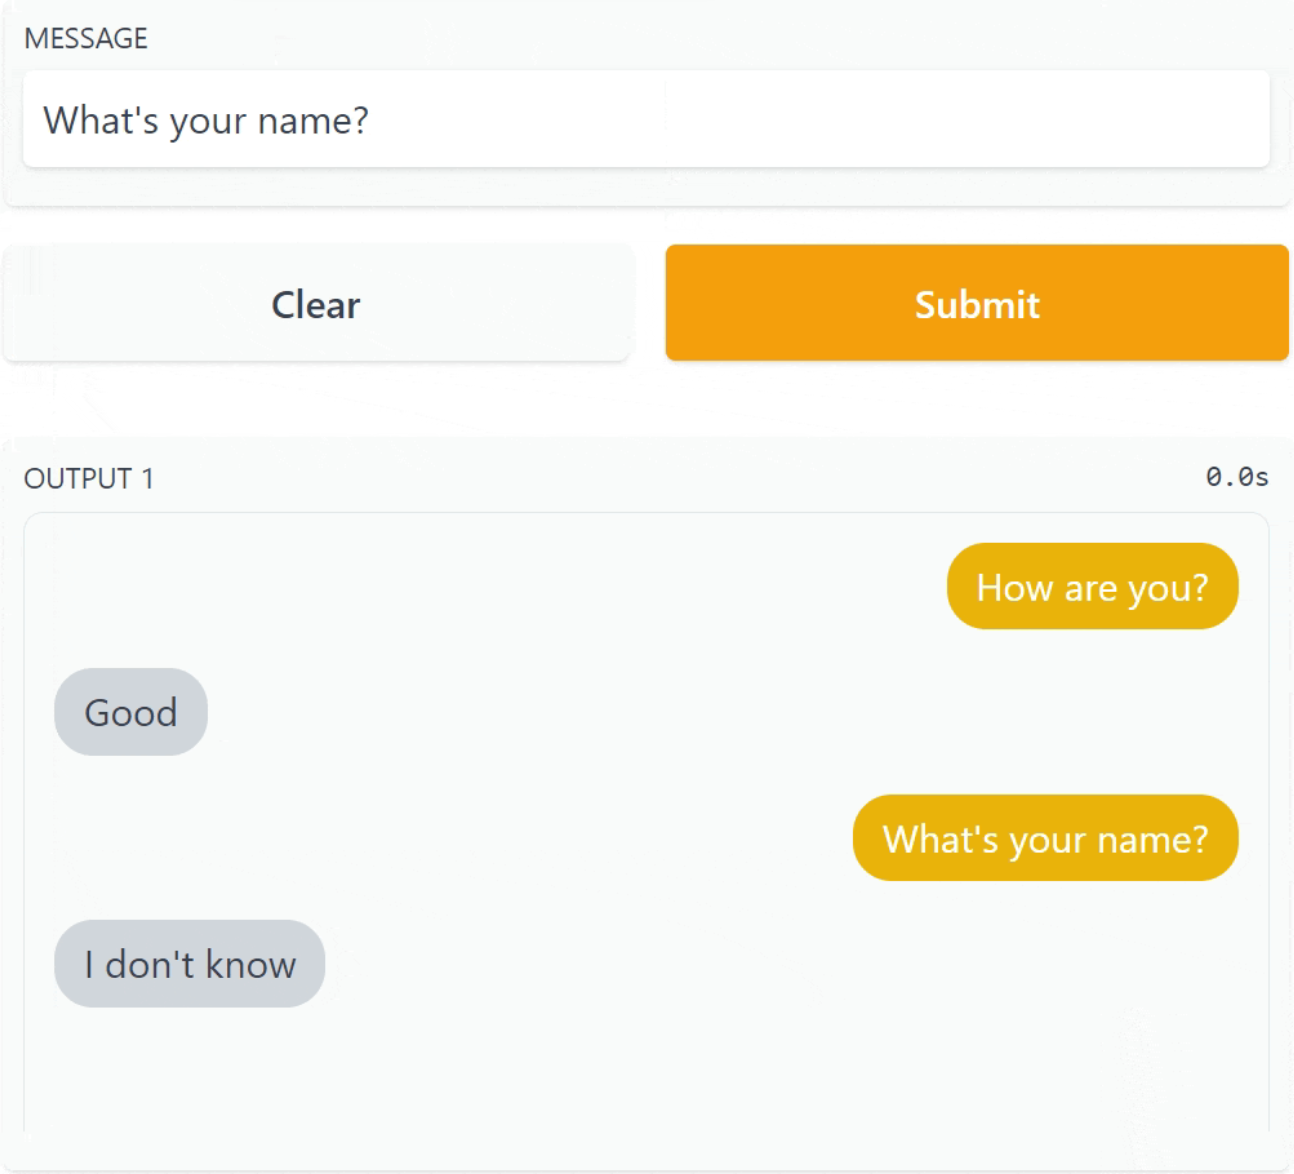 MESSAGE
What's your name?
Clear
Submit
OUTPUT 1
0.0s
How are you?
Good
What's your name?
I don't know